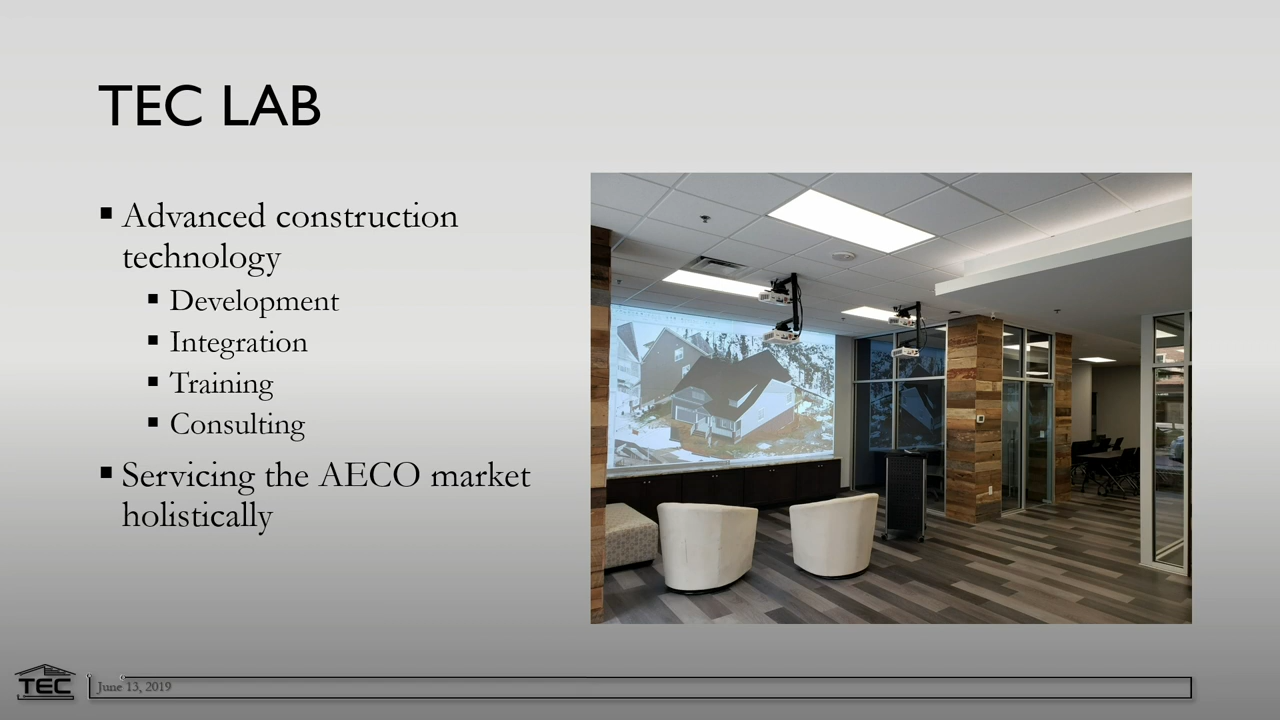 TEC LAB
Advanced construction
technology
Development
Integration
Training
Consulting
Servicing the AECO market
holistically
TEC
June 13, 2019